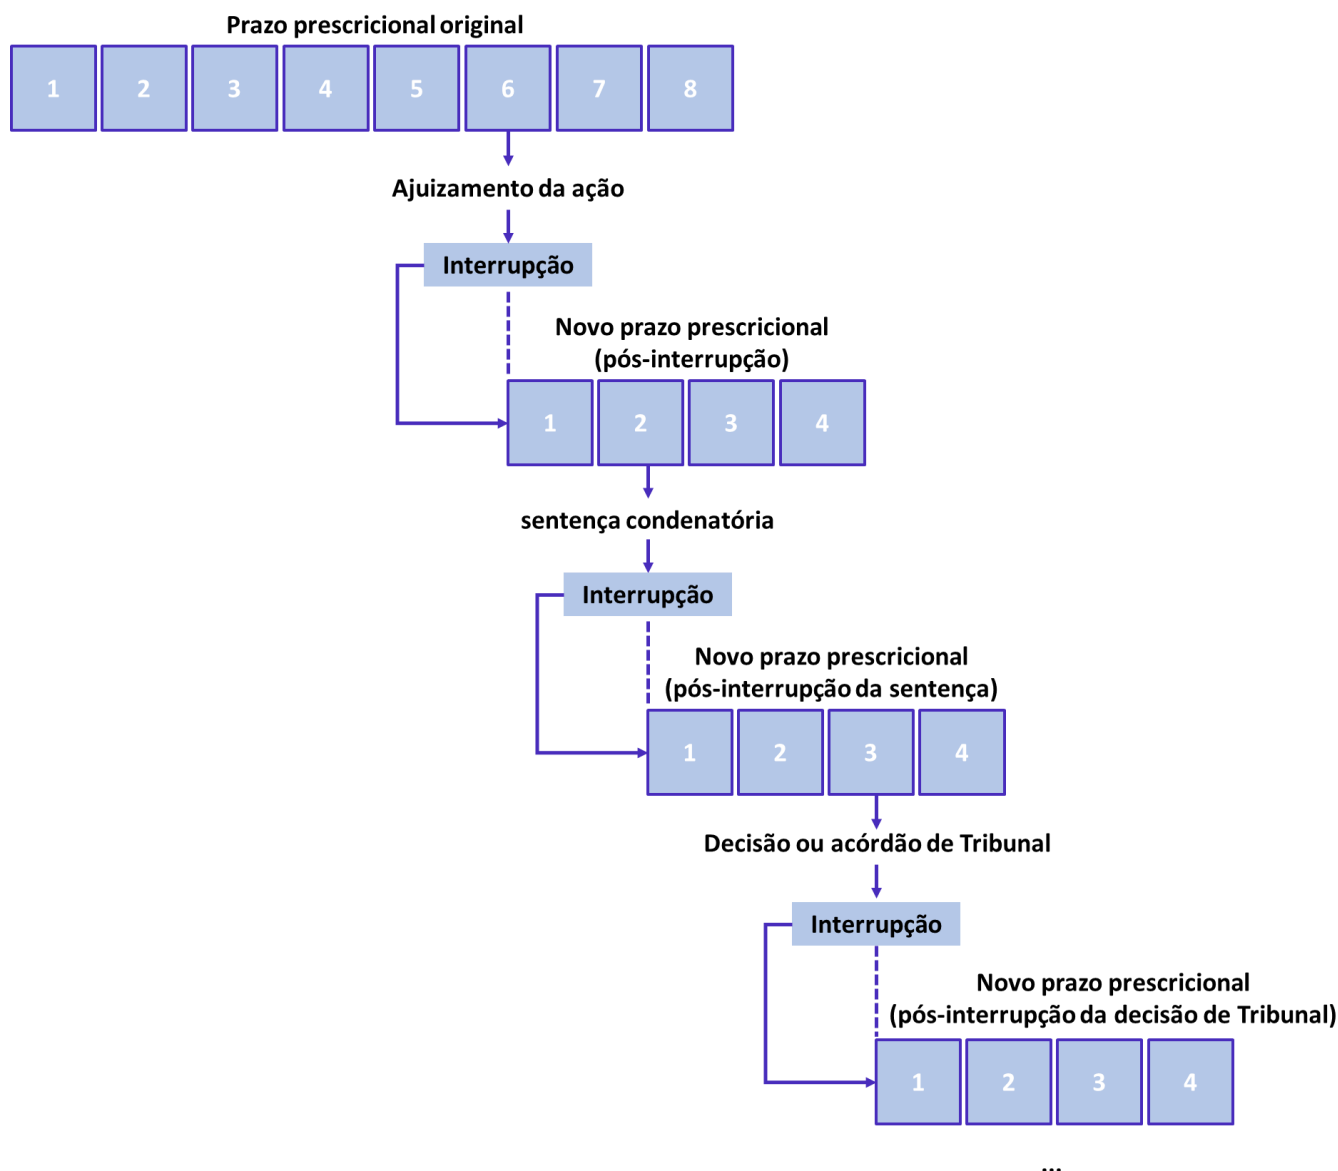 Prazo prescricional original
1 2 3 4 5 6 7 8
Ajuizamento da ação
Interrupção
Novo prazo prescricional
(pós-interrupção)
1 2 3 4
sentença condenatória
Interrupção
Novo prazo prescricional
(pós-interrupção da sentença)
1 2 3 4
Decisão ou acórdão de Tribunal
Interrupção
Novo prazo prescricional
(pós-interrupção da decisão de Tribunal)
1 2 3 4
...